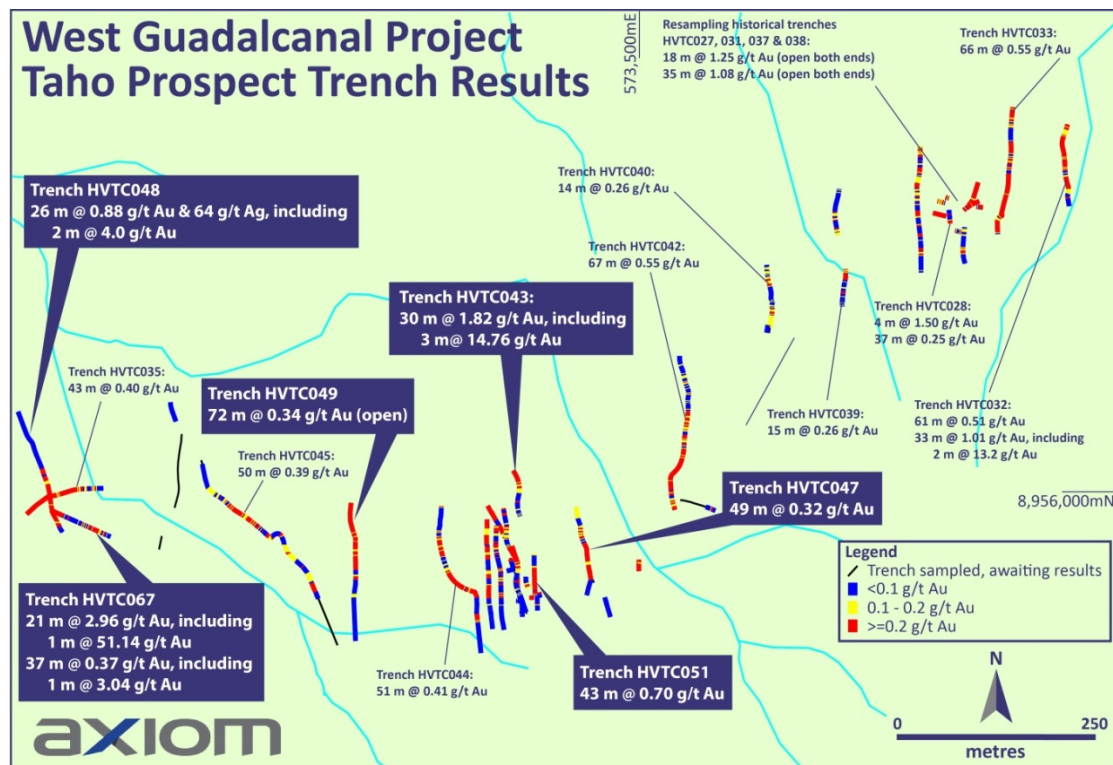 West Guadalcanal Project
Taho Prospect Trench Results
573,500mE
Resampling historical trenches
HVTC027, 031, 037 & 038:
18 m @ 1.25 g/t Au (open both ends)
35 m @ 1.08 g/t Au (open both ends)
Trench HVTC033:
66 m @ 0.55 g/t Au
Trench HVTC048
26 m @ 0.88 g/t Au & 64 g/t Ag, including
2 m @ 4.0 g/t Au
Trench HVTC040:
14 m @ 0.26 g/t Au
Trench HVTC042:
67 m @ 0.55 g/t Au
Trench HVTC043:
30 m @ 1.82 g/t Au, including
3 m @ 14.76 g/t Au
Trench HVTC028:
4 m @ 1.50 g/t Au
37 m @ 0.25 g/t Au
Trench HVTC035:
43 m @ 0.40 g/t Au
Trench HVTC049
72 m @ 0.34 g/t Au (open)
Trench HVTC039:
15 m @ 0.26 g/t Au
Trench HVTC032:
61 m @ 0.51 g/t Au
33 m @ 1.01 g/t Au, including
2 m @ 13.2 g/t Au
Trench HVTC045:
50 m @ 0.39 g/t Au
Trench HVTC047
49 m @ 0.32 g/t Au
8,956,000mN
Legend
Trench sampled, awaiting results
<0.1 g/t Au
0.1 - 0.2 g/t Au
>=0.2 g/t Au
Trench HVTC067
21 m @ 2.96 g/t Au, including
1 m @ 51.14 g/t Au
37 m @ 0.37 g/t Au, including
1 m @ 3.04 g/t Au
Trench HVTC044:
51 m @ 0.41 g/t Au
Trench HVTC051
43 m @ 0.70 g/t Au
N
0
250
metres
axiom